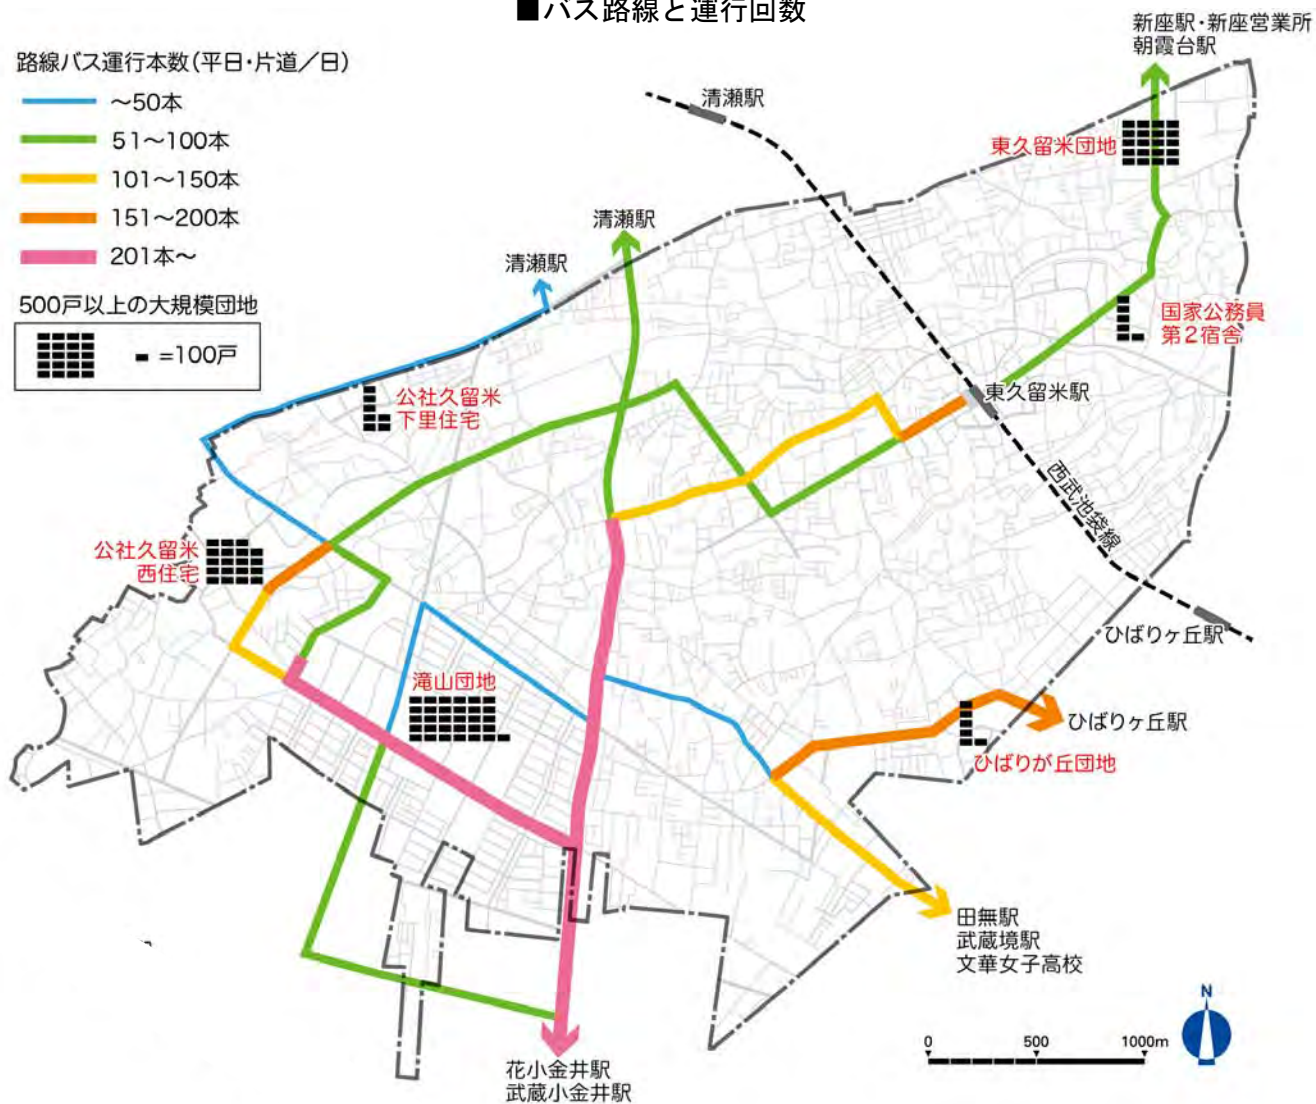 ■バス路線と運行回数
新座駅・新座営業所
朝霞台駅
路線バス運行本数(平日・片道／日)
～50本
51～100本
101～150本
151～200本
201本～
500戸以上の大規模団地
=100戸
清瀬駅
清瀬駅
清瀬駅
東久留米団地
国家公務員
第2宿舎
東久留米駅
公社久留米
下里住宅
西武池袋線
公社久留米
西住宅
ひばりヶ丘駅
滝山団地
ひばりヶ丘駅
ひばりが丘団地
田無駅
武蔵境駅
文華女子高校
花小金井駅
武蔵小金井駅
N
0 500 1000m